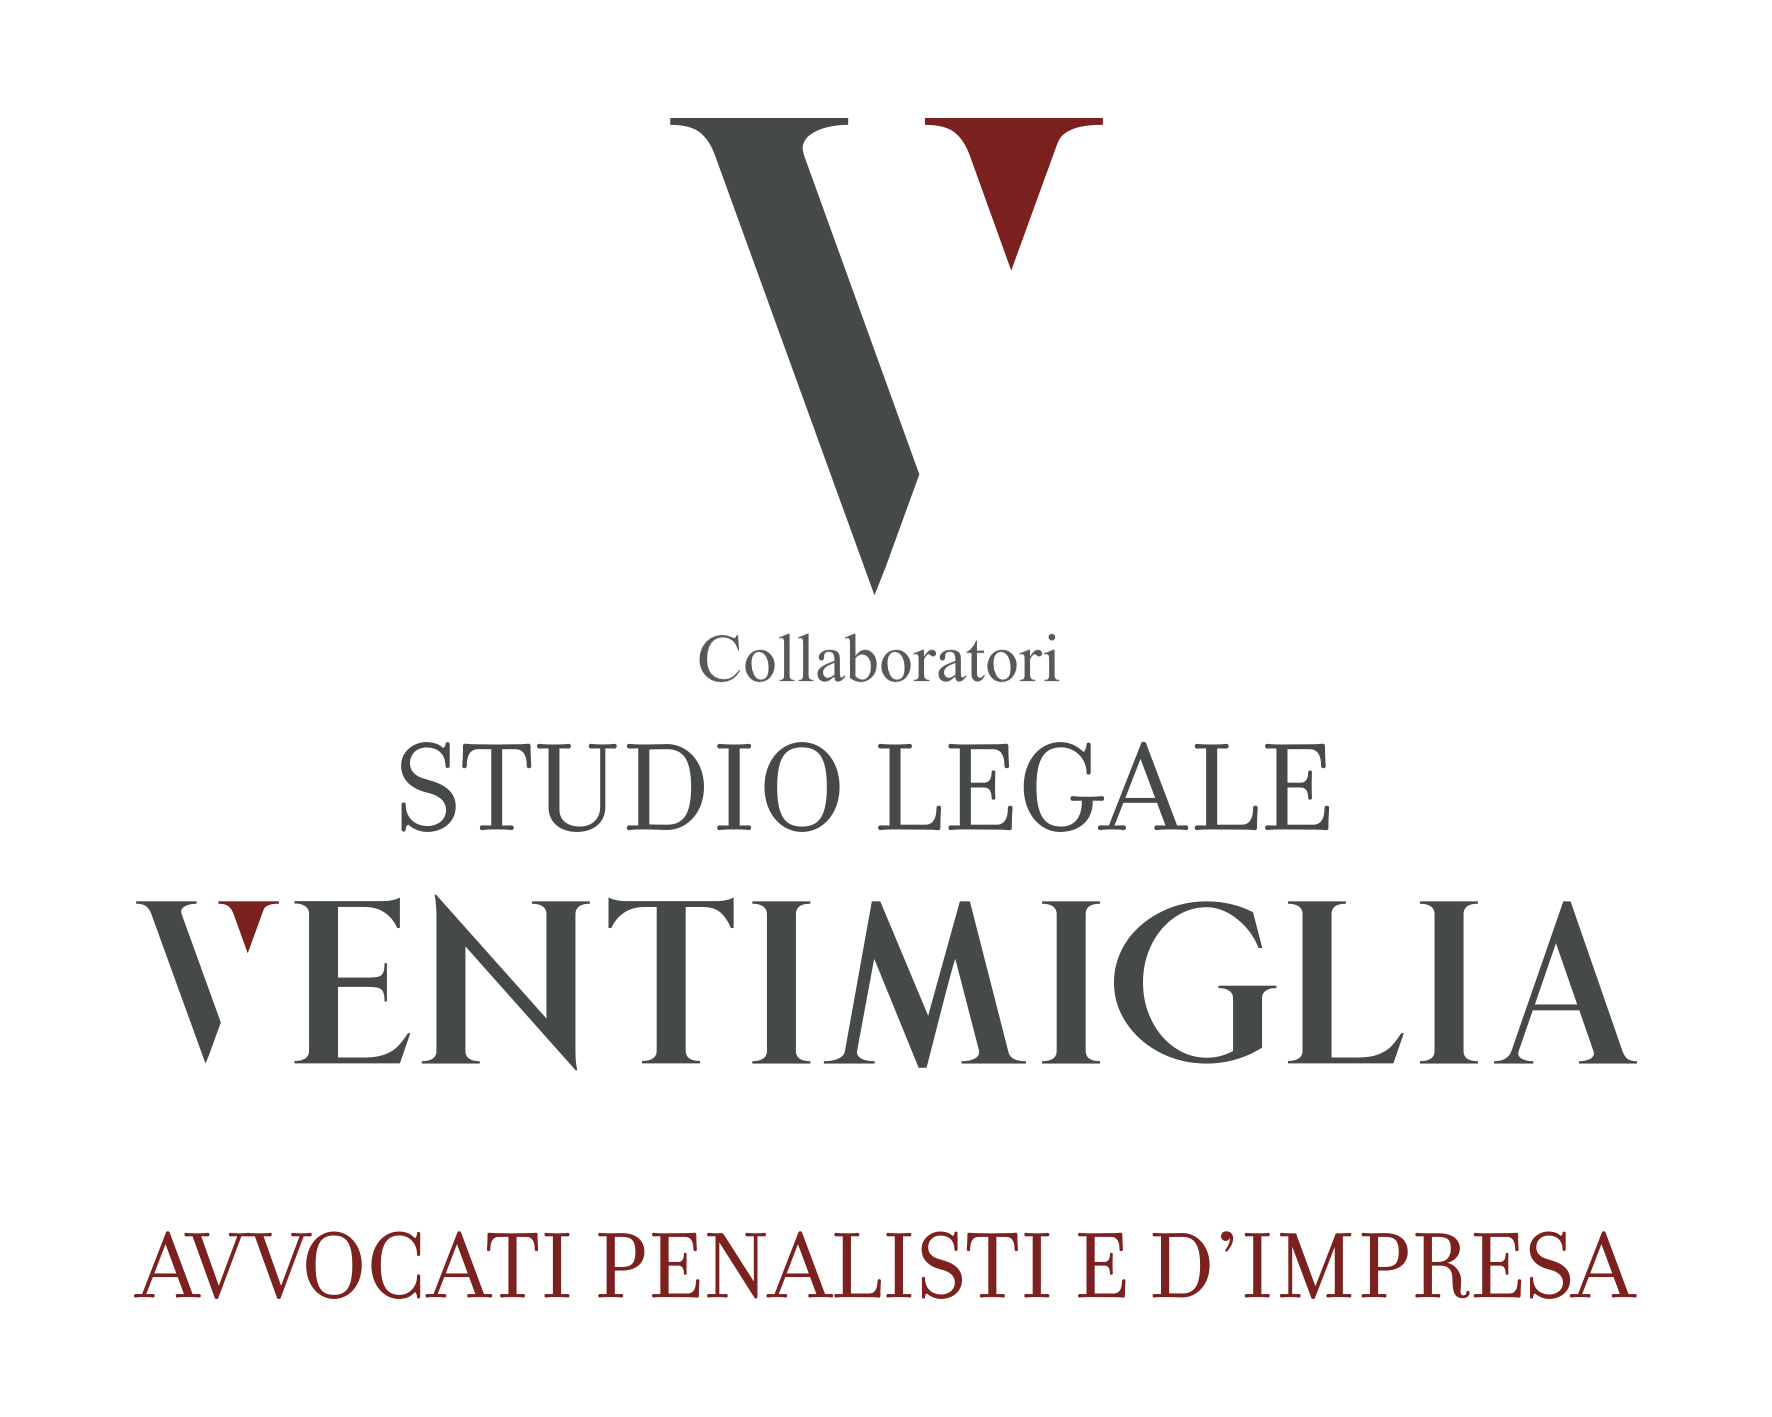 V
Collaboratori
STUDIO LEGALE
VENTIMIGLIA
AVVOCATI PENALISTI E D’IMPRESA